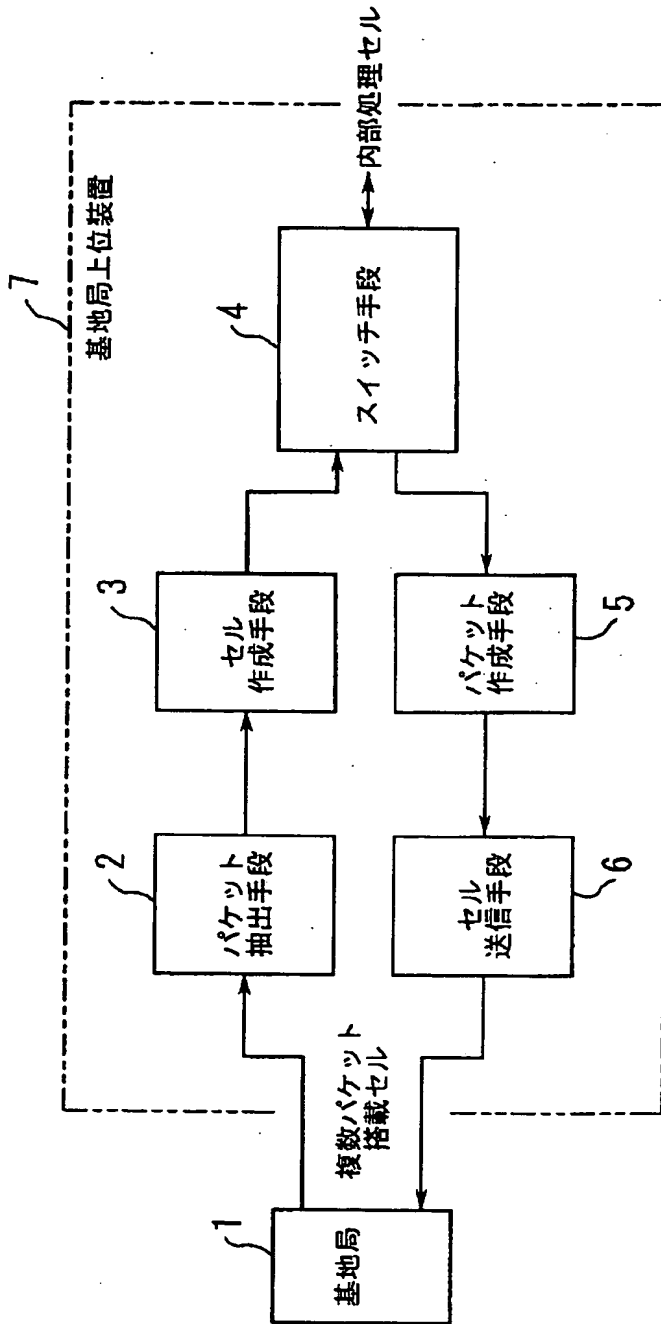 7
基地局上位装置
1
基地局
複数パケット
搭載セル
2
パケット
抽出手段
3
セル
作成手段
4
スイッチ手段
内部処理セル
パケット
作成手段
5
セル
送信手段
6